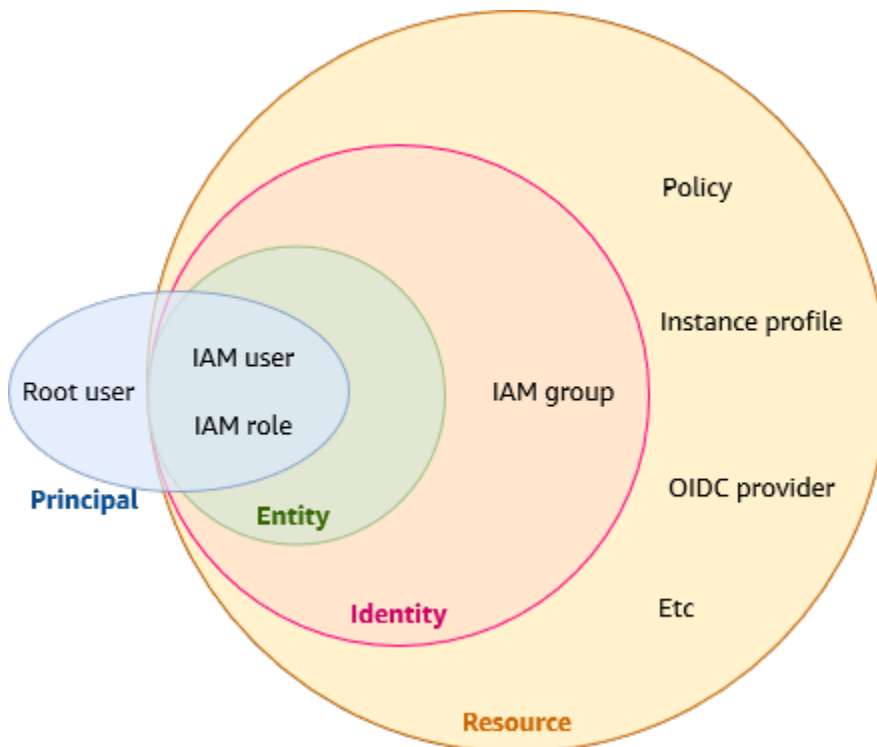 Policy
Instance profile
IAM user
Root user
IAM group
IAM role
OIDC provider
Principal
Entity
Etc
Identity
Resource